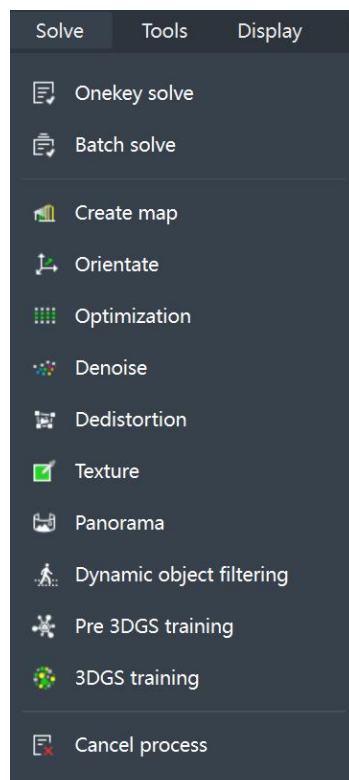 Solve Tools Display
Onekey solve
Batch solve
Create map
Orientate
Optimization
Denoise
Dedistortion
Texture
Panorama
Dynamic object filtering
Pre 3DGS training
3DGS training
Cancel process